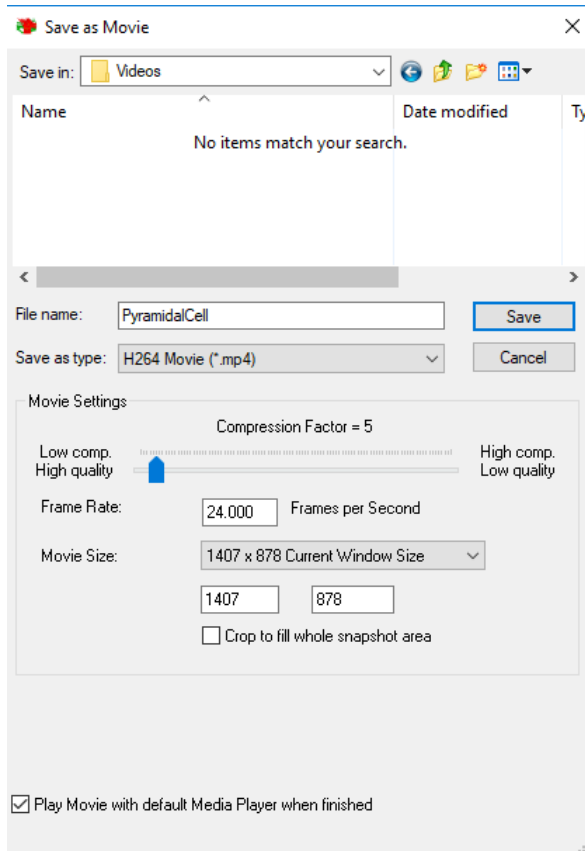 Save as Movie
Save in: Videos
Name Date modified Ty
No items match your search.
File name: PyramidalCell Save
Save as type: H264 Movie (*.mp4) Cancel
Movie Settings
Compression Factor = 5
Low comp. High comp.
High quality Low quality
Frame Rate: 24.000 Frames per Second
Movie Size: 1407 x 878 Current Window Size
1407 878
Crop to fill whole snapshot area
Play Movie with default Media Player when finished